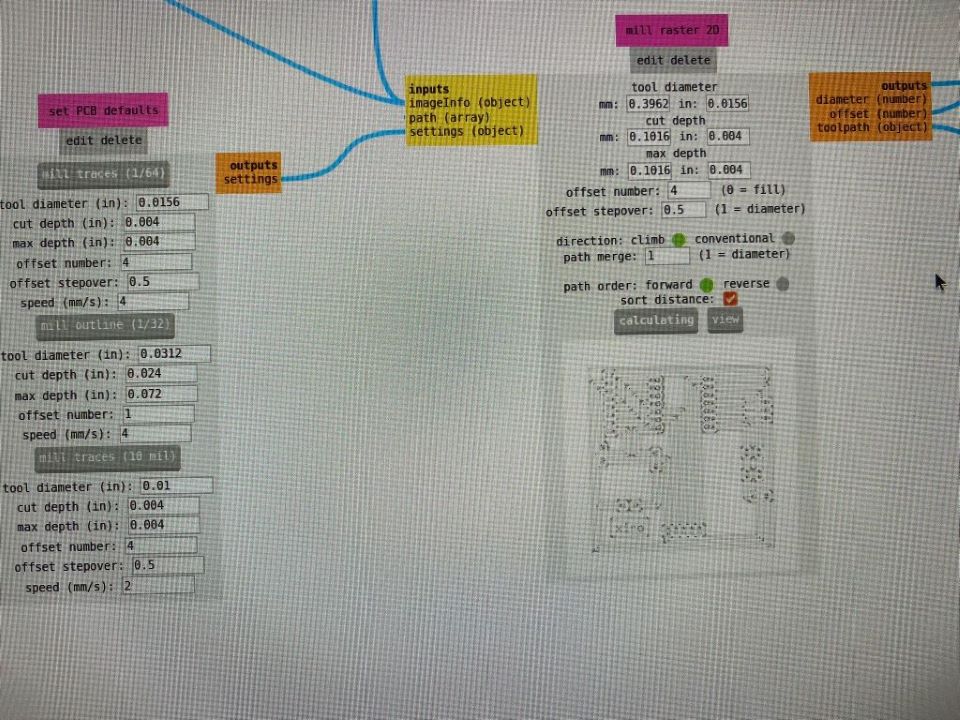 set PCB defaults
edit delete
mill traces (1/64)
tool diameter (in): 0.0156
cut depth (in): 0.004
max depth (in): 0.004
offset number: 4
offset stepover: 0.5
speed (mm/s): 4
mill outline (1/32)
tool diameter (in): 0.0312
cut depth (in): 0.024
max depth (in): 0.072
offset number: 1
speed (mm/s): 4
mill traces (10 mil)
tool diameter (in): 0.01
cut depth (in): 0.004
max depth (in): 0.004
offset number: 4
offset stepover: 0.5
speed (mm/s): 2
outputs
settings
inputs
imageInfo (object)
path (array)
settings (object)
mill raster 2D
edit delete
tool diameter
mm: 0.3962 in: 0.0156
cut depth
mm: 0.1016 in: 0.004
max depth
mm: 0.1016 in: 0.004
offset number: 4 (0 = fill)
offset stepover: 0.5 (1 = diameter)
direction: climb conventional
path merge: 1 (1 = diameter)
path order: forward reverse
sort distance:
calculating view
outputs
diameter (number)
offset (number)
toolpath (object)